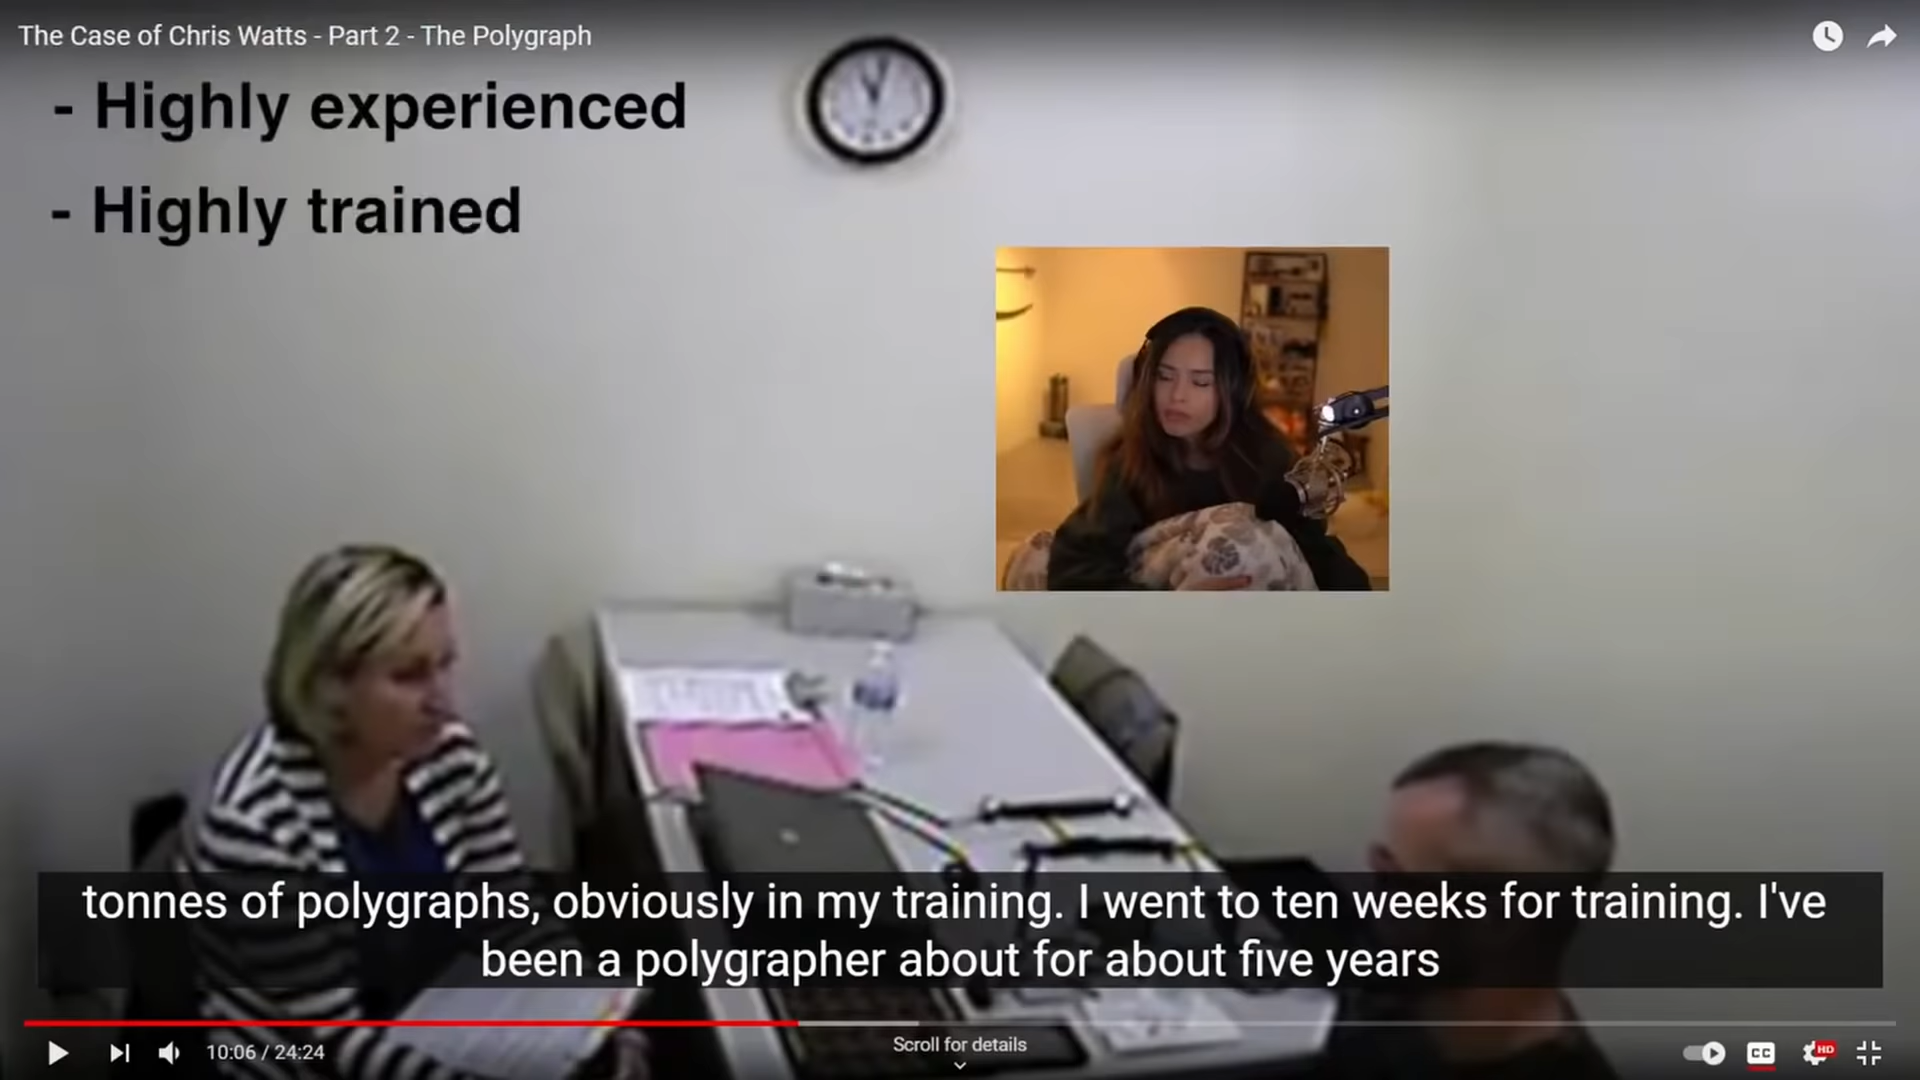 The Case of Chris Watts - Part 2 - The Polygraph
- Highly experienced
- Highly trained
tonnes of polygraphs, obviously in my training. I went to ten weeks for training. I've
been a polygrapher about for about five years
10:06 / 24:24
Scroll for details
CC
HD